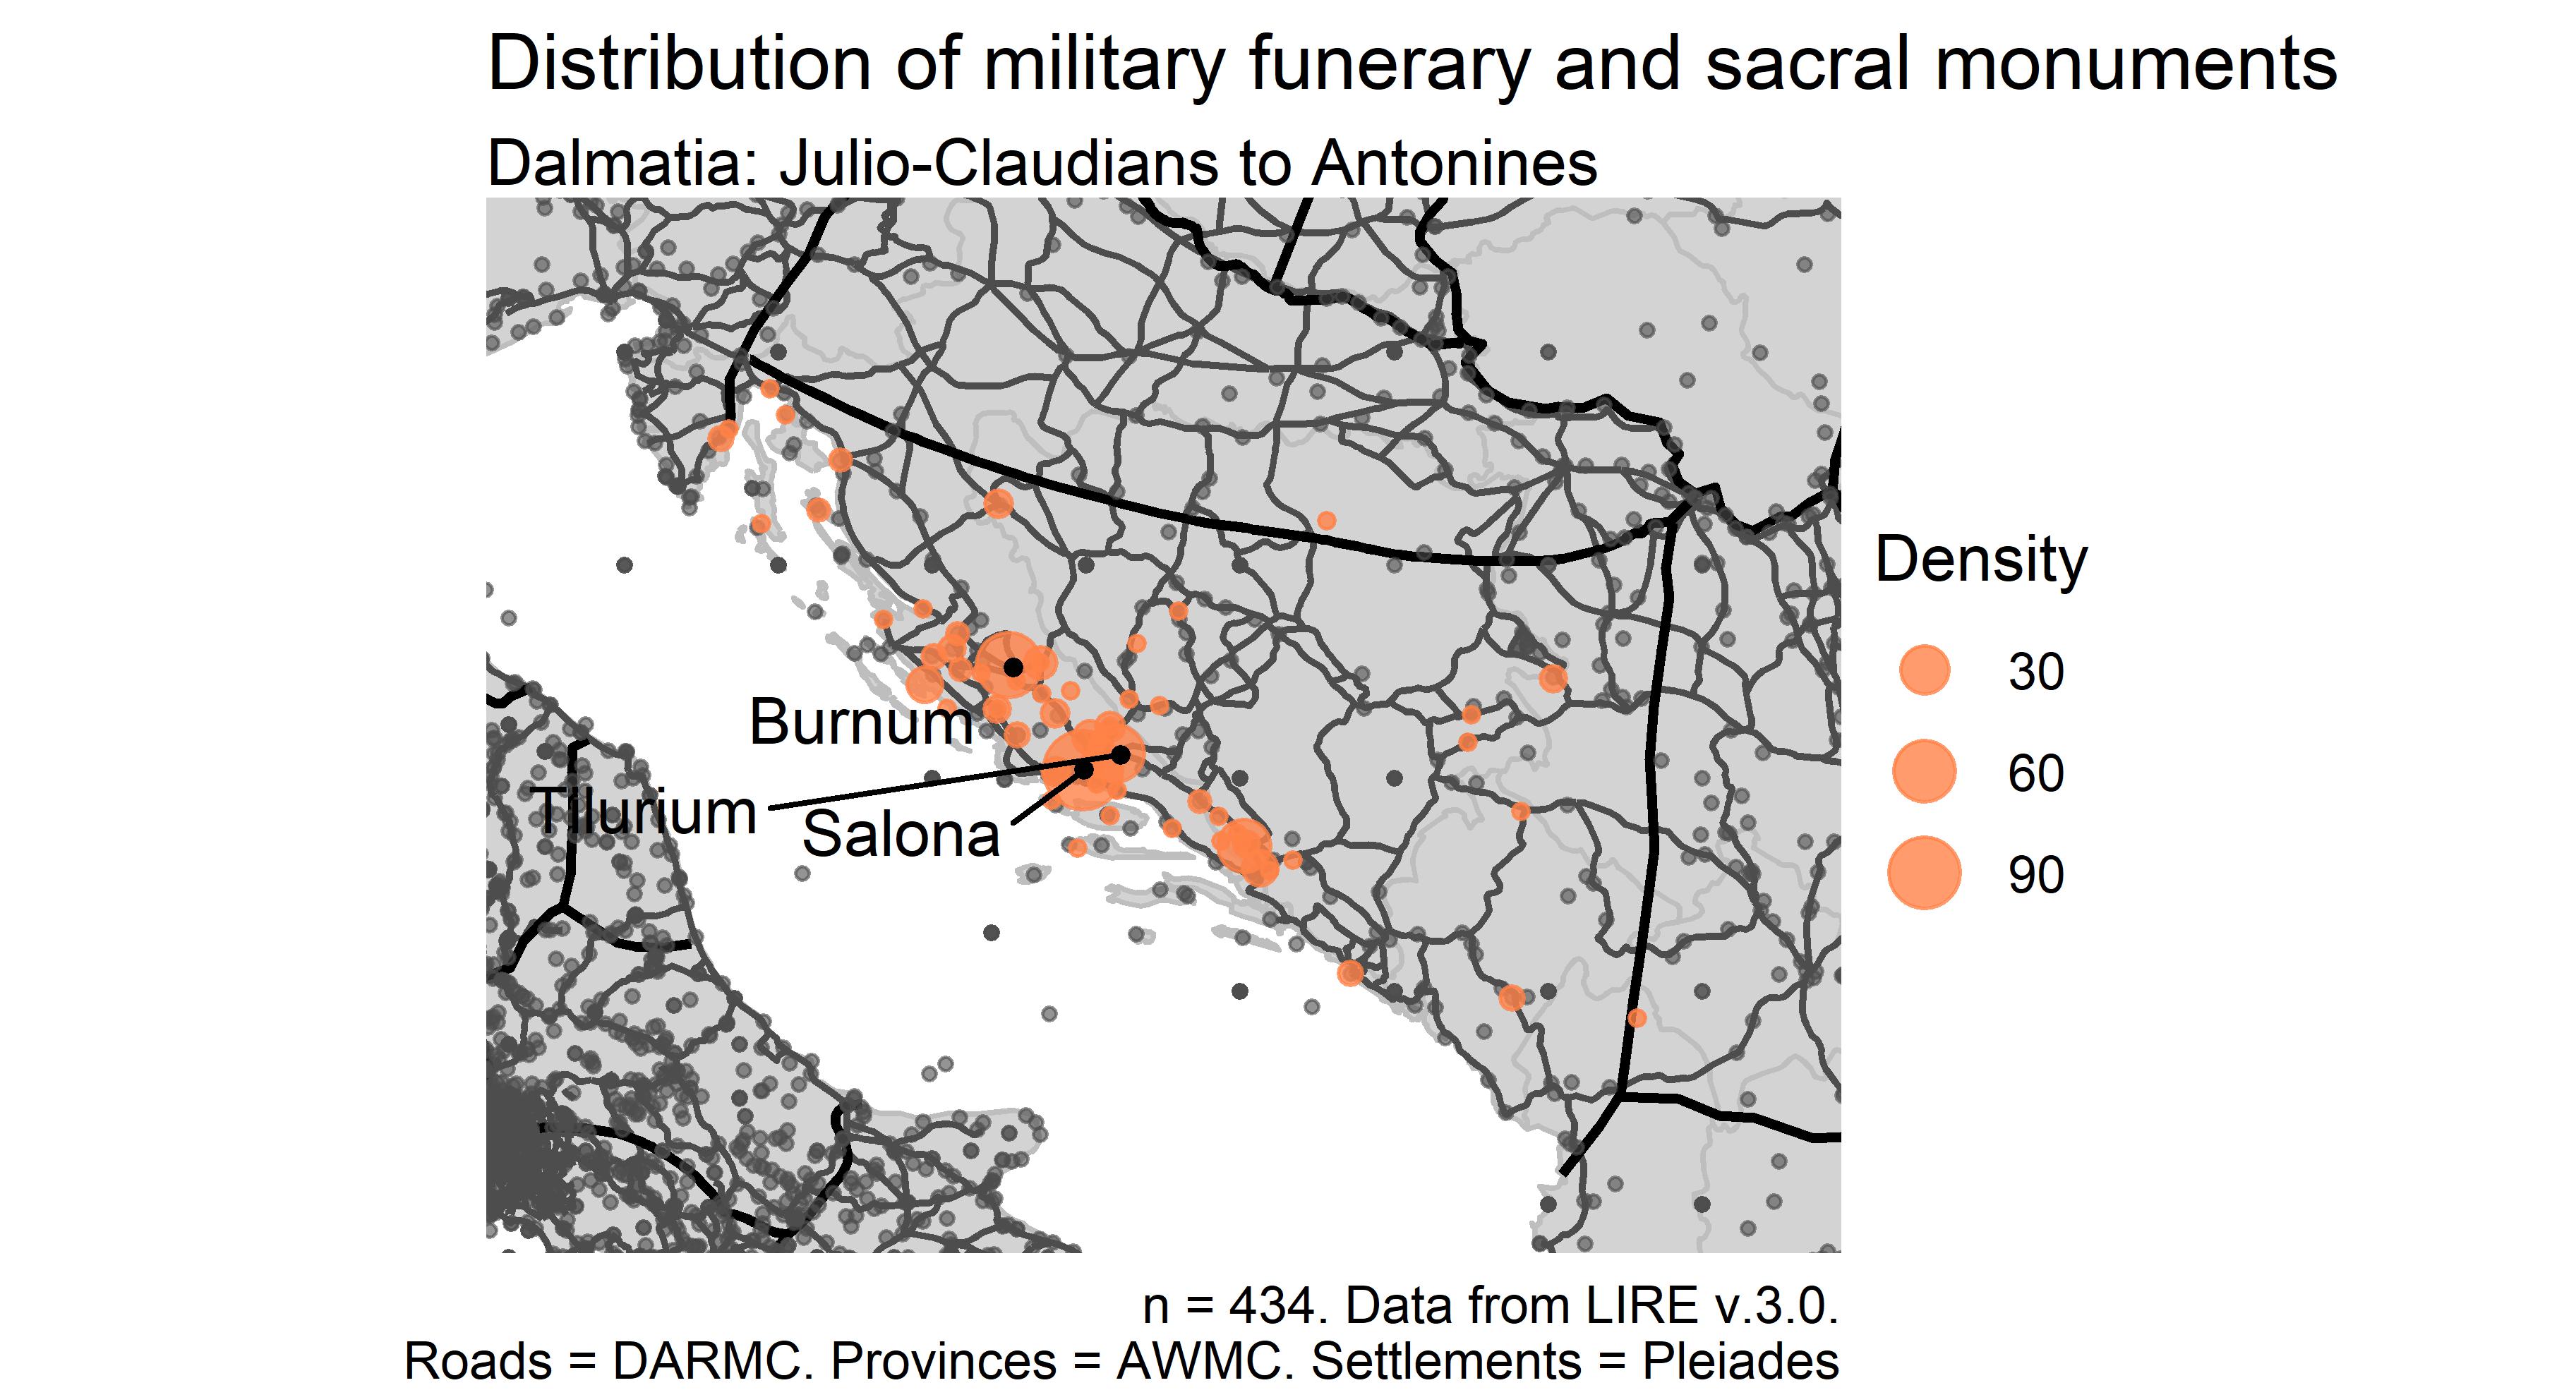 Distribution of military funerary and sacral monuments
Dalmatia: Julio-Claudians to Antonines
Burnum
Tilurium
Salona
Density
30
60
90
n = 434. Data from LIRE v.3.0.
Roads = DARMC. Provinces = AWMC. Settlements = Pleiades